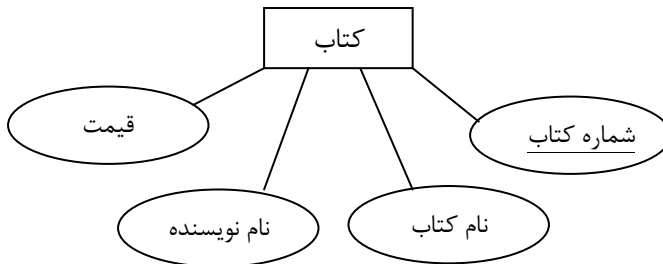 کتاب
شماره کتاب
قیمت
نام کتاب
نام نویسنده